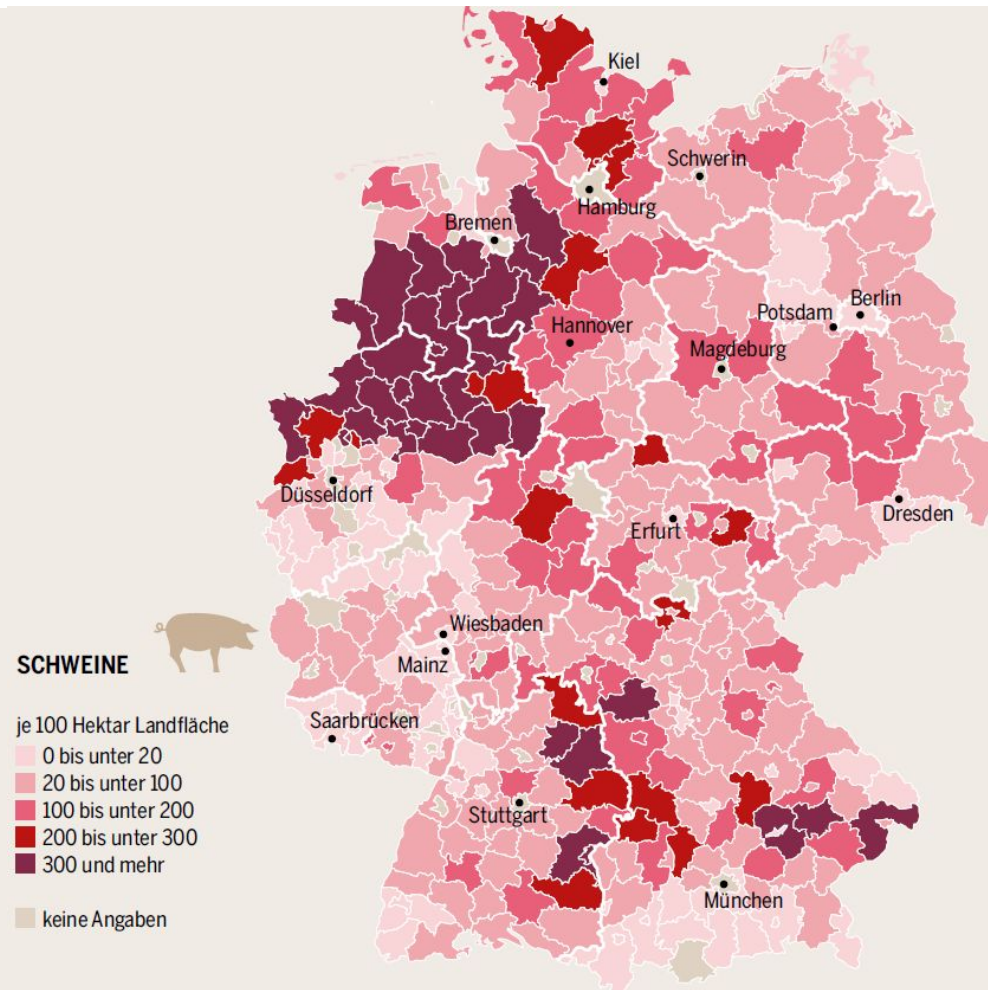 Kiel
Schwerin
Hamburg
Bremen
Berlin
Potsdam
Hannover
Magdeburg
Düsseldorf
Dresden
Erfurt
Wiesbaden
Mainz
SCHWEINE
je 100 Hektar Landfläche
0 bis unter 20
20 bis unter 100
100 bis unter 200
200 bis unter 300
300 und mehr
keine Angaben
Saarbrücken
Stuttgart
München